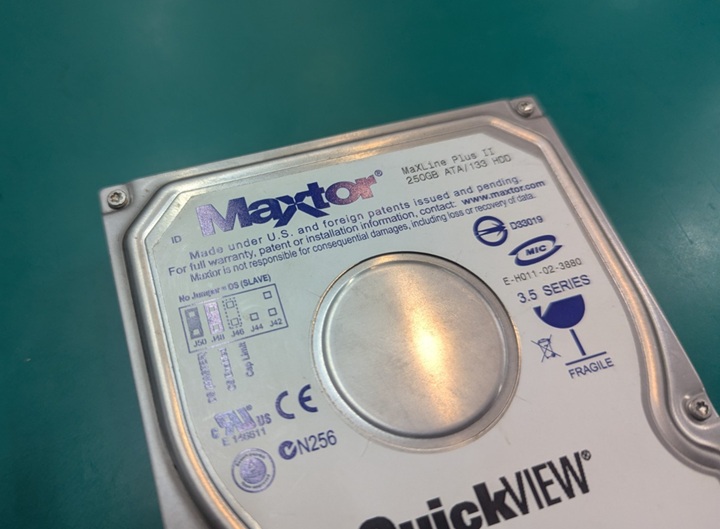 MaXLine Plus II
250GB ATA/133 HDD
ID
Maxtor®
Made under U.S. and foreign patents issued and pending.
For full warranty, patent or installation information, contact: www.maxtor.com
Maxtor is not responsible for consequential damages, including loss or recovery of data.
D33019
MIC
E-H011-02-3880
3.5 SERIES
FRAGILE
No Jumper = DS (SLAVE)
J50 J48 J46 J44 J42
C US
E 156611
CE
N256
QuickVIEW®